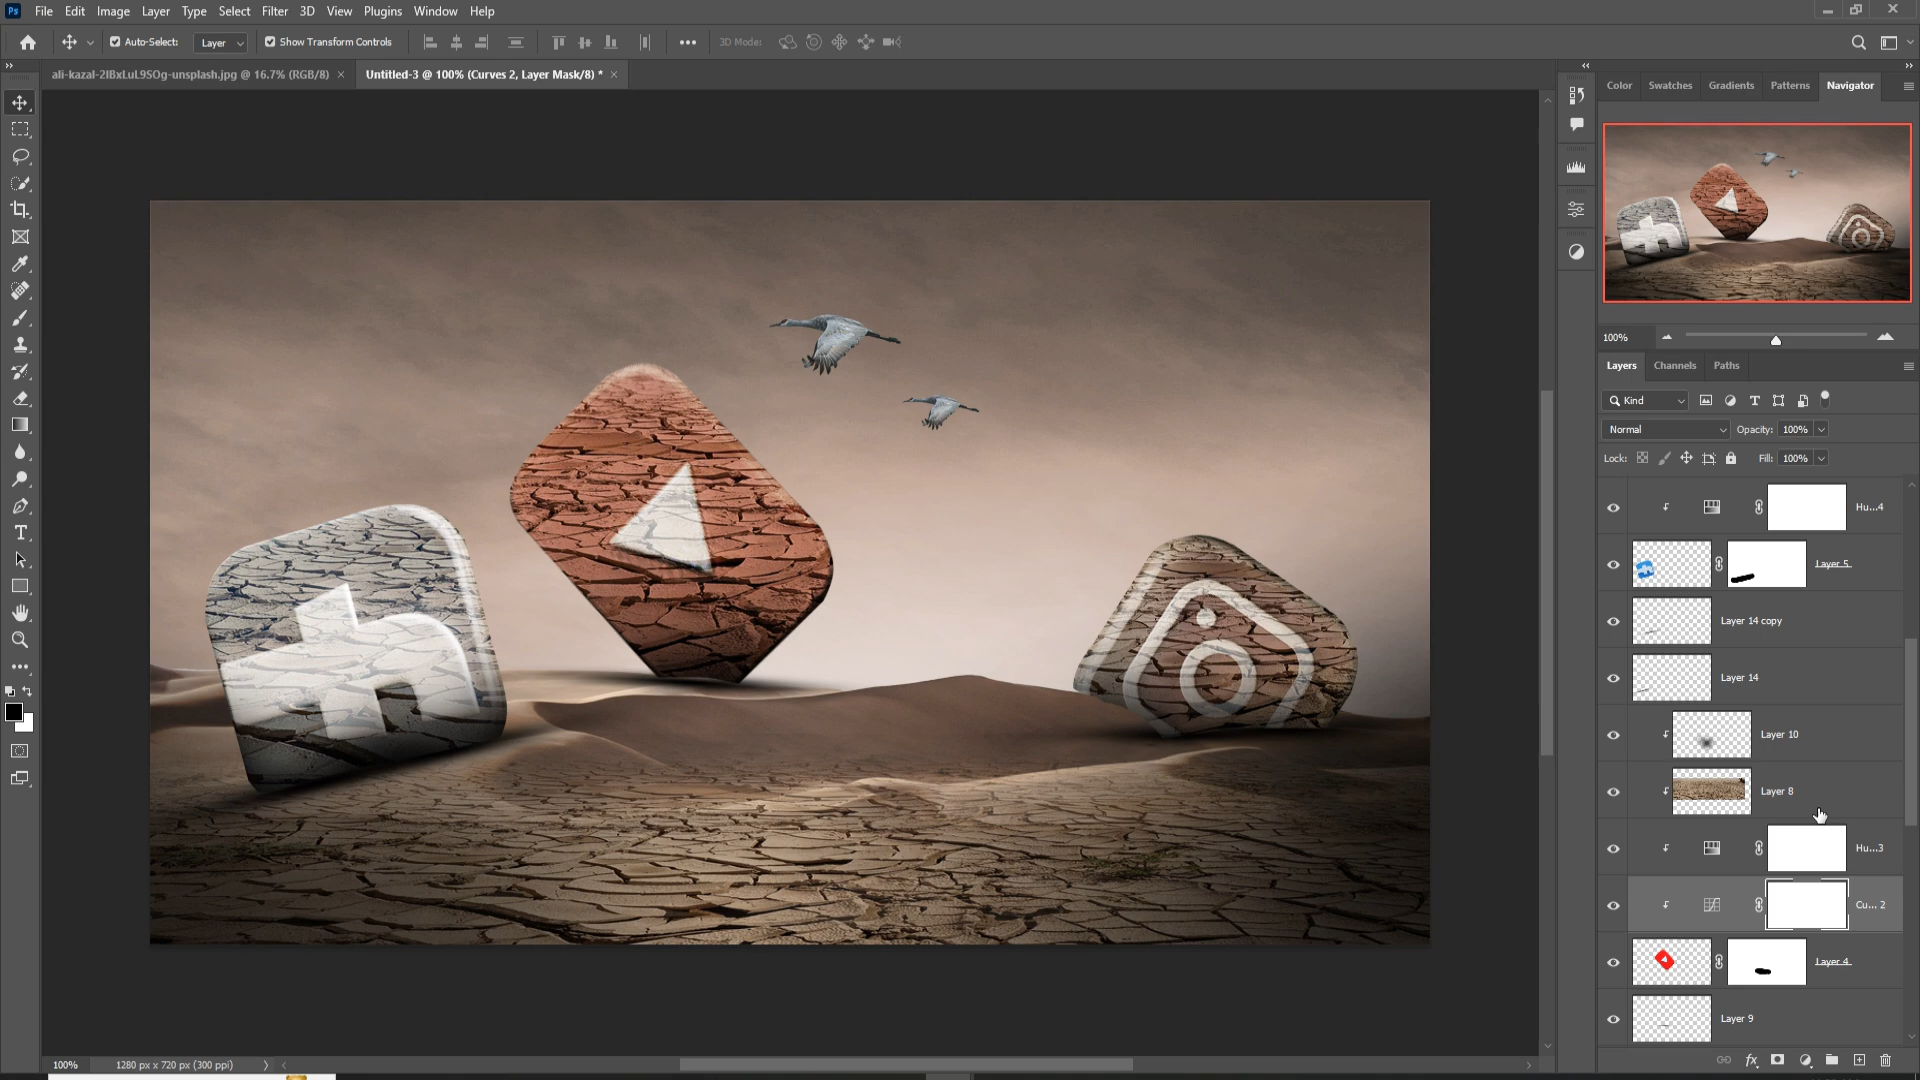 Ps File Edit Image Layer Type Select Filter 3D View Plugins Window Help
Auto-Select: Layer Show Transform Controls 3D Mode:
ali-kazal-2IBxLuL9SOg-unsplash.jpg @ 16.7% (RGB/8) × Untitled-3 @ 100% (Curves 2, Layer Mask/8) * ×
Color Swatches Gradients Patterns Navigator
100%
Layers Channels Paths
Kind
Normal Opacity: 100%
Lock: Fill: 100%
Hu...4
Layer 5
Layer 14 copy
Layer 14
Layer 10
Layer 8
Hu...3
Cu... 2
Layer 4
Layer 9
100% 1280 px x 720 px (300 ppi)
fx